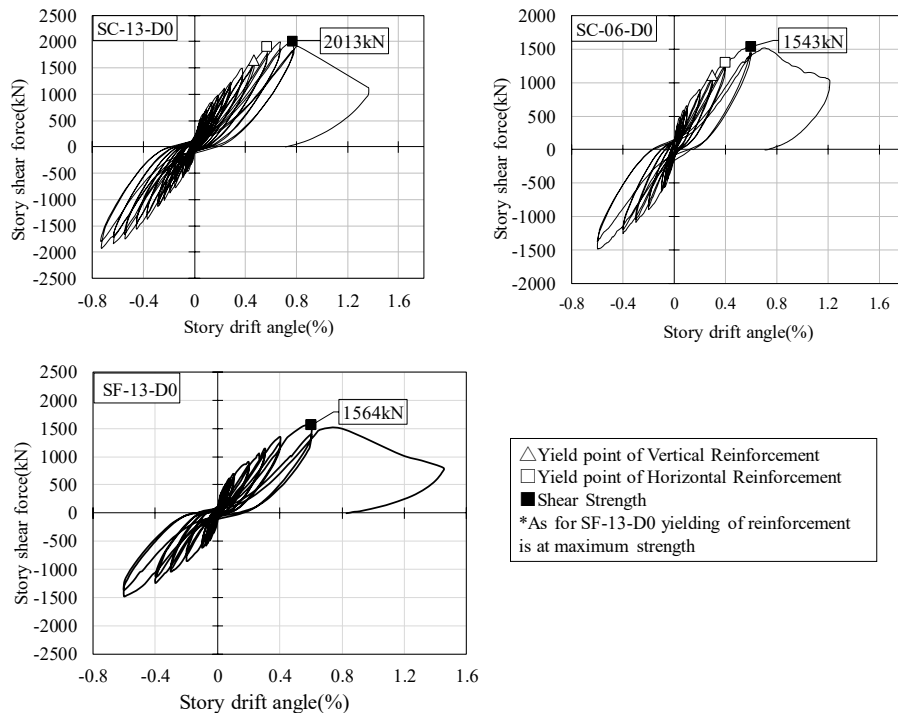 SC-13-D0
2013kN
2500
2000
1500
1000
500
0
-500
-1000
-1500
-2000
-2500
Story shear force(kN)
-0.8 -0.4 0 0.4 0.8 1.2 1.6
Story drift angle(%)
SC-06-D0
1543kN
2000
1500
1000
500
0
-500
-1000
-1500
-2000
Story shear force(kN)
-0.8 -0.4 0 0.4 0.8 1.2 1.6
Story drift angle(%)
SF-13-D0
1564kN
2500
2000
1500
1000
500
0
-500
-1000
-1500
-2000
-2500
Story shear force(kN)
-0.8 -0.4 0 0.4 0.8 1.2 1.6
Story drift angle(%)
△Yield point of Vertical Reinforcement
□Yield point of Horizontal Reinforcement
■Shear Strength
*As for SF-13-D0 yielding of reinforcement
is at maximum strength